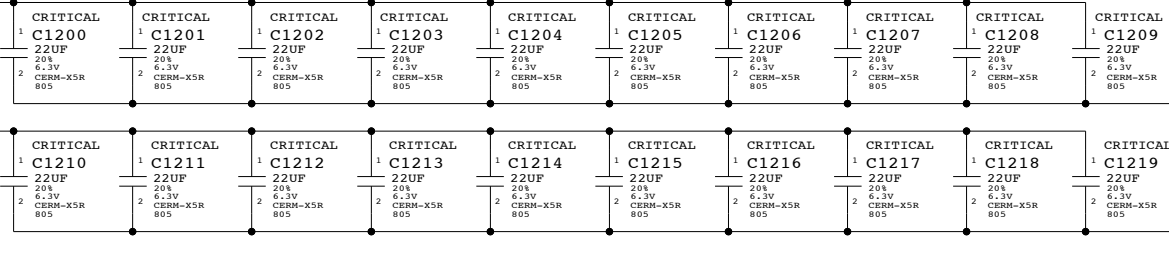 CRITICAL CRITICAL CRITICAL CRITICAL CRITICAL CRITICAL CRITICAL CRITICAL CRITICAL CRITICAL
1 C1200 1 C1201 1 C1202 1 C1203 1 C1204 1 C1205 1 C1206 1 C1207 1 C1208 1 C1209
22UF 22UF 22UF 22UF 22UF 22UF 22UF 22UF 22UF 22UF
20% 20% 20% 20% 20% 20% 20% 20% 20% 20%
6.3V 6.3V 6.3V 6.3V 6.3V 6.3V 6.3V 6.3V 6.3V 6.3V
2 CERM-X5R 2 CERM-X5R 2 CERM-X5R 2 CERM-X5R 2 CERM-X5R 2 CERM-X5R 2 CERM-X5R 2 CERM-X5R 2 CERM-X5R 2 CERM-X5R
805 805 805 805 805 805 805 805 805 805
CRITICAL CRITICAL CRITICAL CRITICAL CRITICAL CRITICAL CRITICAL CRITICAL CRITICAL CRITICAL
1 C1210 1 C1211 1 C1212 1 C1213 1 C1214 1 C1215 1 C1216 1 C1217 1 C1218 1 C1219
22UF 22UF 22UF 22UF 22UF 22UF 22UF 22UF 22UF 22UF
20% 20% 20% 20% 20% 20% 20% 20% 20% 20%
6.3V 6.3V 6.3V 6.3V 6.3V 6.3V 6.3V 6.3V 6.3V 6.3V
2 CERM-X5R 2 CERM-X5R 2 CERM-X5R 2 CERM-X5R 2 CERM-X5R 2 CERM-X5R 2 CERM-X5R 2 CERM-X5R 2 CERM-X5R 2 CERM-X5R
805 805 805 805 805 805 805 805 805 805